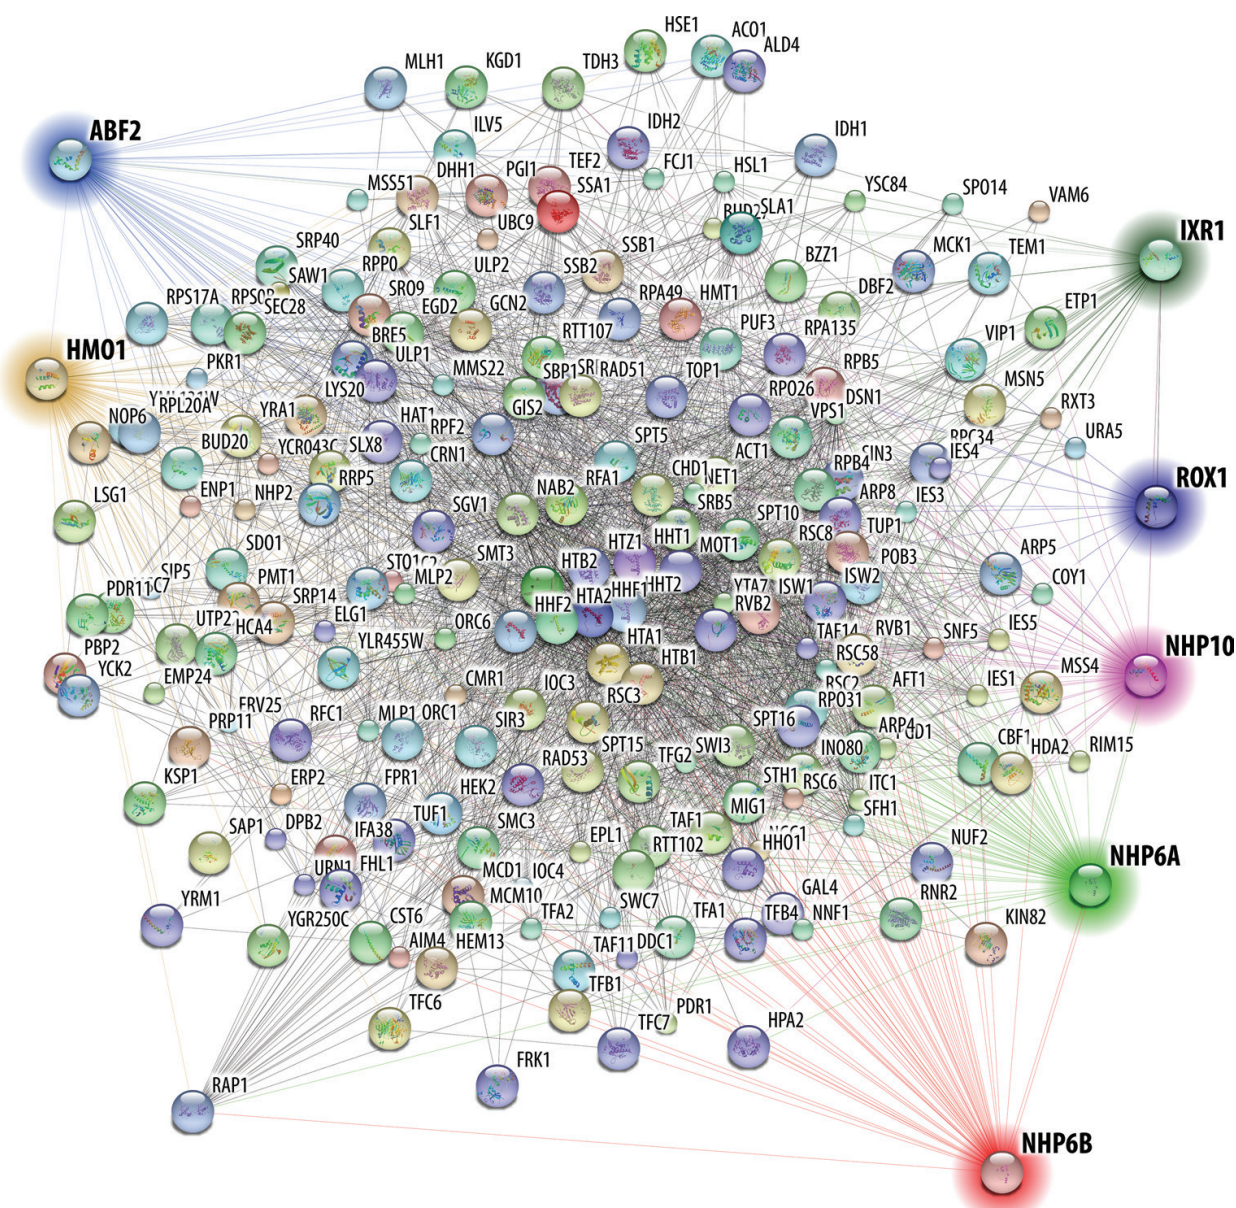 HSE1
ACO1
ALD4
MLH1
KGD1
TDH3
ABF2
ILV5
IDH2
IDH1
DHH1
PGI1
TEF2
FCJ1
HSL1
YSC84
SPO14
VAM6
MSS51
SSA1
SLA1
IXR1
SLF1
UBC9
SRP40
RPP0
ULP2
SSB1
BZZ1
MCK1
TEM1
SAW1
SRO9
SSB2
RPS17A
SEC28
EGD2
GCN2
RPA49
HMT1
DBF2
ETP1
HMO1
BRE5
RTT107
PUF3
RPA135
VIP1
PKR1
ULP1
MMS22
SBP1
RAD51
TOP1
RPB5
MSN5
LYS20
GIS2
RPO26
DSN1
RXT3
NOP6
RPL20A
YRA1
HAT1
RPF2
VPS1
URA5
BUD20
YCR043C
SLX8
CRN1
SPT5
ACT1
SIN3
RPC34
IES4
LSG1
ENP1
NHP2
RRP5
NAB2
RFA1
CHD1
NET1
RPB4
IES3
ROX1
SGV1
SRB5
ARP8
SPT10
TUP1
HHT1
RSC8
HTZ1
MOT1
POB3
SDO1
SMT3
HTB2
ARP5
SIP5
PMT1
STO1
MLP2
HHF1
HHT2
YTA7
ISW1
ISW2
COY1
PDR11
SRP14
HHF2
HTA2
RVB2
UTP22
HCA4
ELG1
ORC6
HTA1
TAF14
RVB1
SNF5
IES5
NHP10
PBP2
YLR455W
HTB1
RSC58
YCK2
EMP24
CMR1
IOC3
RSC3
RSC2
AFT1
IES1
MSS4
RPO31
ERV25
PRP11
RFC1
MLP1
ORC1
SIR3
SPT16
ARP4
CBF1
RIM15
HDA2
SPT15
TFG2
SWI3
INO80
KSP1
ERP2
FPR1
HEK2
RAD53
STH1
RSC6
ITC1
SFH1
MIG1
SAP1
DPB2
IFA38
TUF1
SMC3
EPL1
TAF1
RTT102
HHO1
NUF2
URN1
FHL1
NHP6A
MCD1
IOC4
RNR2
GAL4
YRM1
MCM10
SWC7
YGR250C
CST6
TFA2
TFA1
TFB4
NNF1
KIN82
AIM4
HEM13
TAF11
DDC1
TFB1
TFC6
PDR1
TFC7
HPA2
FRK1
RAP1
NHP6B